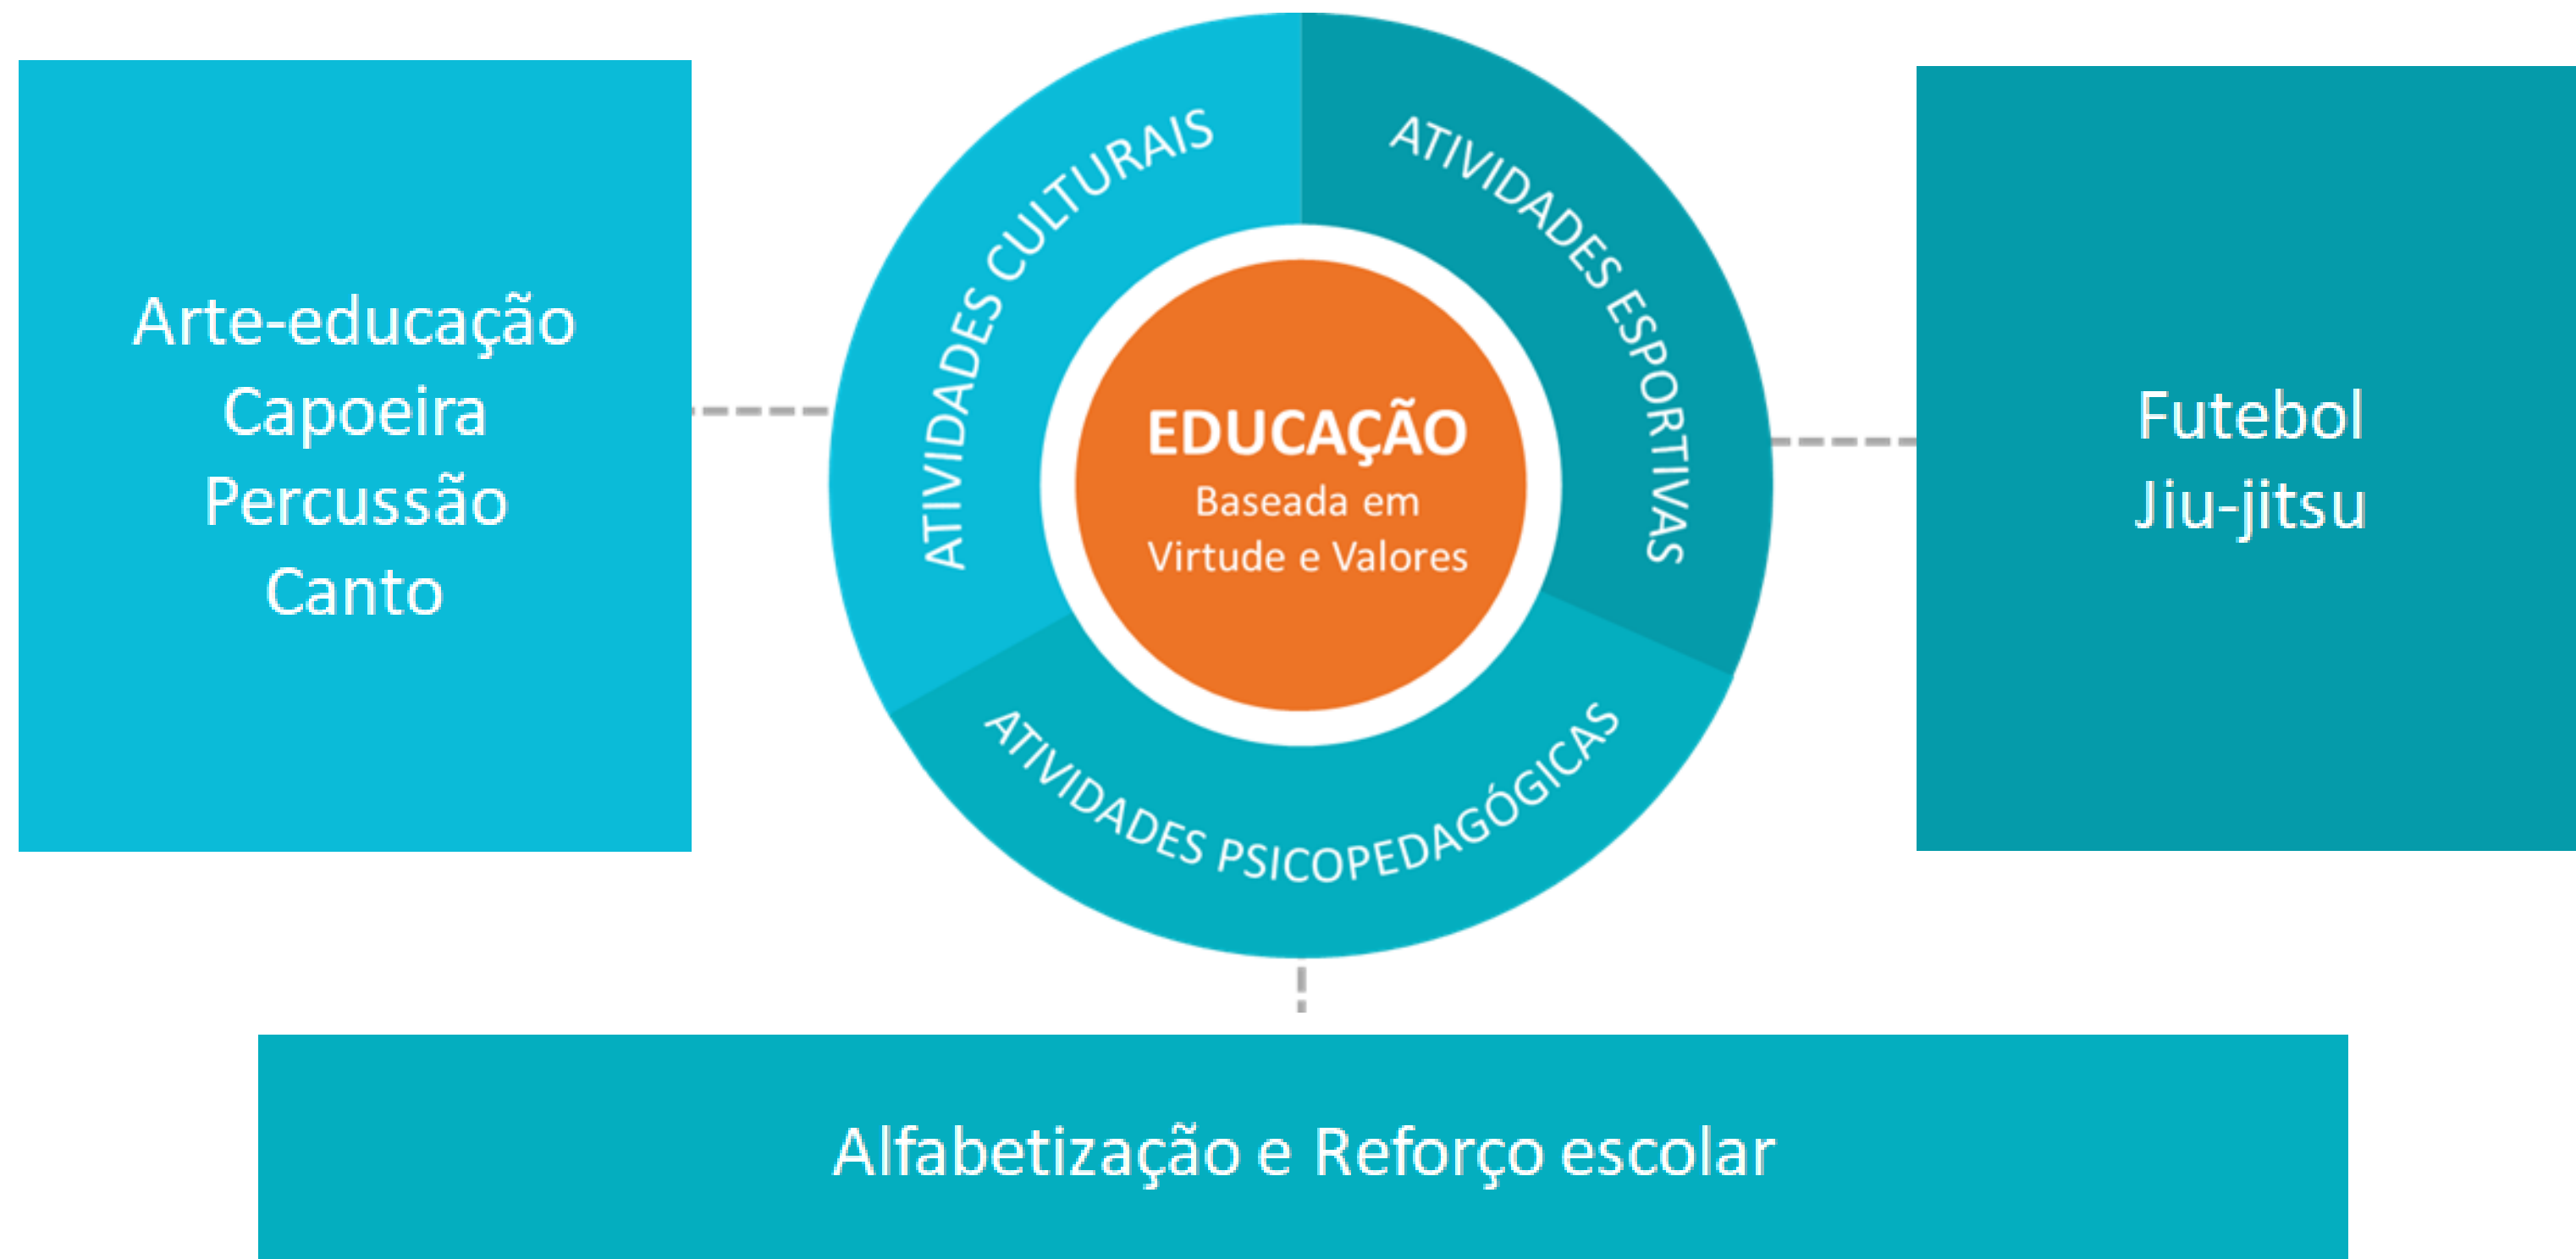 Arte-educação
Capoeira
Percussão
Canto
ATIVIDADES CULTURAIS
ATIVIDADES ESPORTIVAS
EDUCAÇÃO
Baseada em
Virtude e Valores
ATIVIDADES PSICOPEDAGÓGICAS
Futebol
Jiu-jitsu
Alfabetização e Reforço escolar